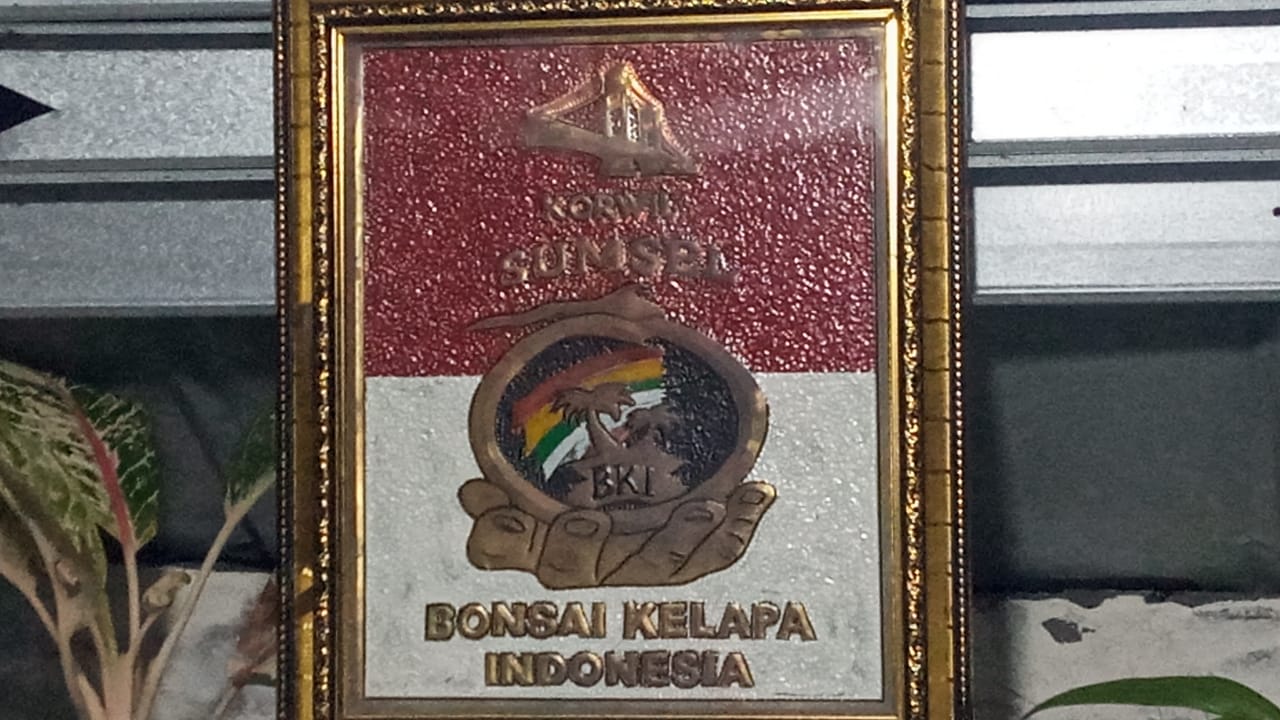 KORWIL
SUMSEL
BKI
BONSAI KELAPA
INDONESIA